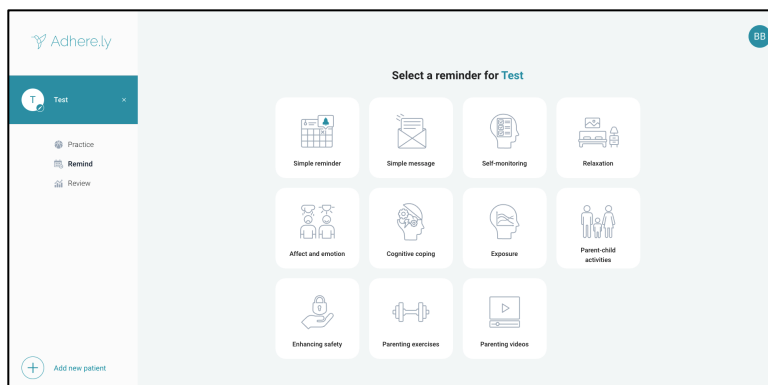 Adhere.ly
BB
Select a reminder for Test
T
Test ×
Practice
Remind
Review
Simple reminder
Simple message
Self-monitoring
Relaxation
Affect and emotion
Cognitive coping
Exposure
Parent-child
activities
Enhancing safety
Parenting exercises
Parenting videos
Add new patient